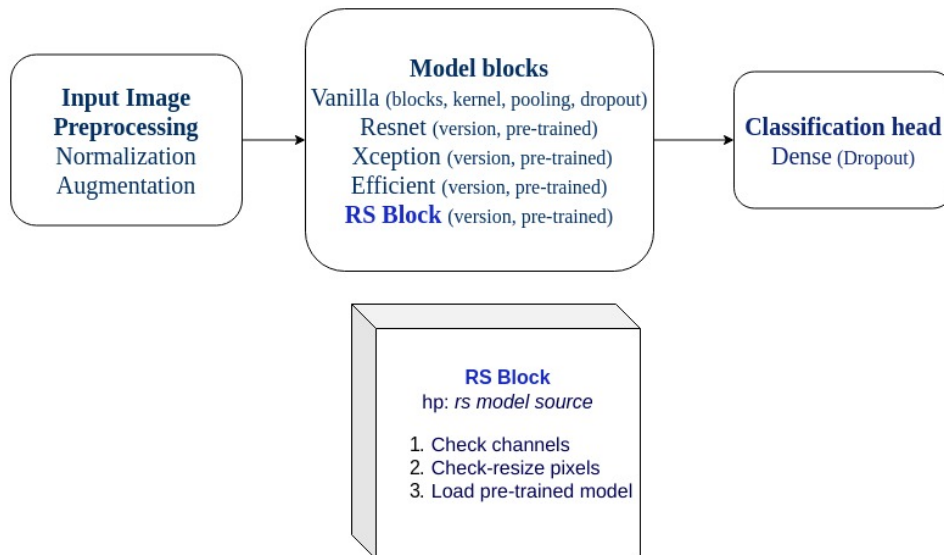 Input Image
Preprocessing
Normalization
Augmentation
Model blocks
Vanilla (blocks, kernel, pooling, dropout)
Resnet (version, pre-trained)
Xception (version, pre-trained)
Efficient (version, pre-trained)
RS Block (version, pre-trained)
Classification head
Dense (Dropout)
RS Block
hp: rs model source
1. Check channels
2. Check-resize pixels
3. Load pre-trained model